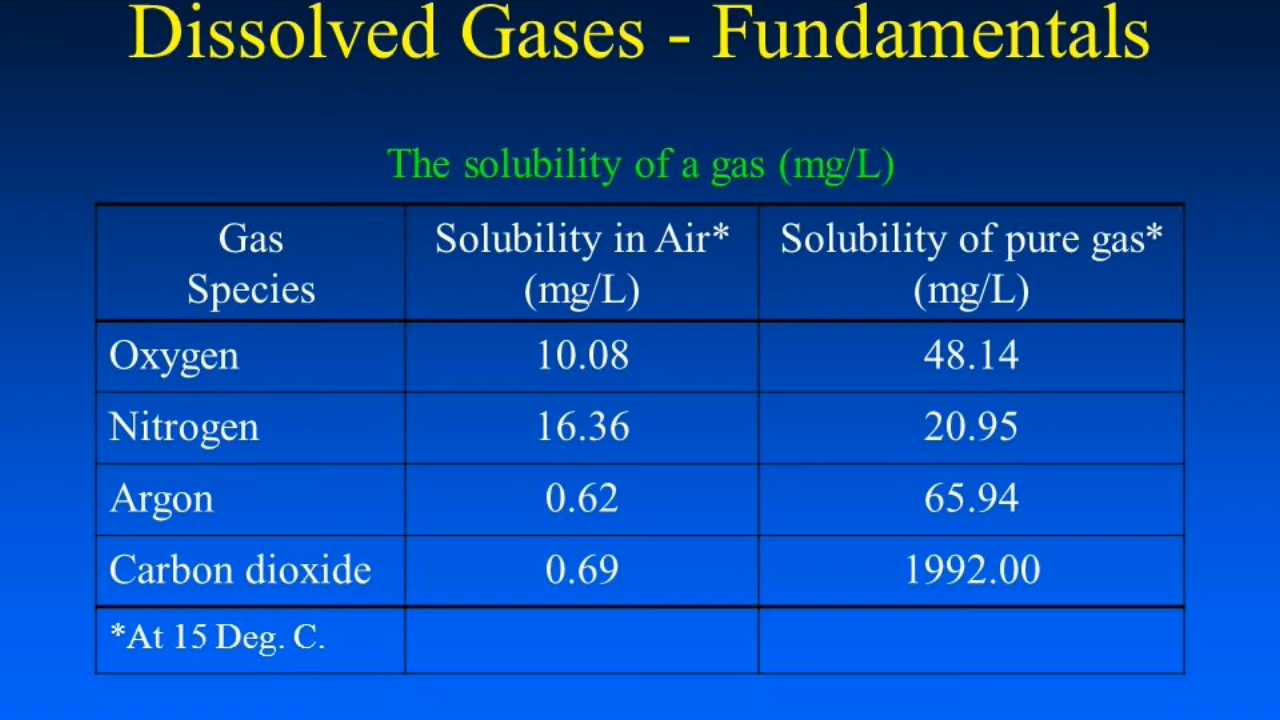 Dissolved Gases - Fundamentals
The solubility of a gas (mg/L)
Gas Species Solubility in Air* (mg/L) Solubility of pure gas* (mg/L)
Oxygen 10.08 48.14
Nitrogen 16.36 20.95
Argon 0.62 65.94
Carbon dioxide 0.69 1992.00
*At 15 Deg. C.